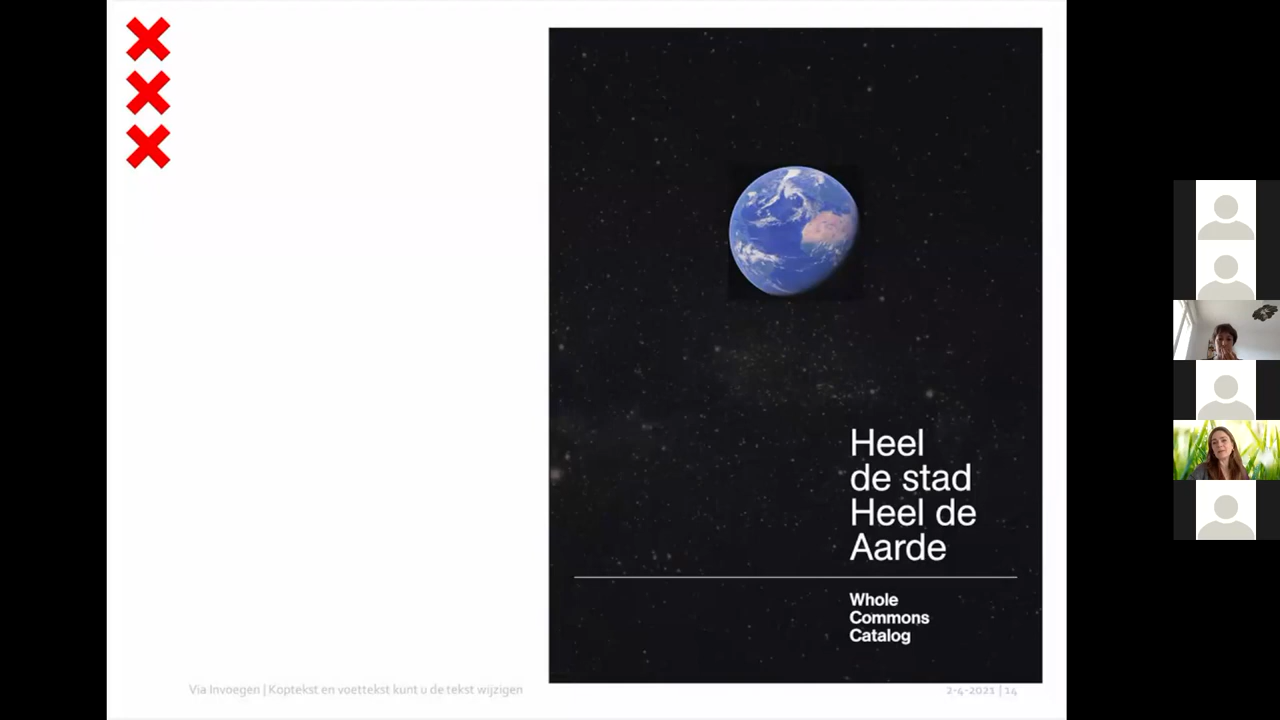 Heel
de stad
Heel de
Aarde
Whole
Commons
Catalog
Via Invoegen | Koptekst en voettekst kunt u de tekst wijzigen
2-4-2021 | 14